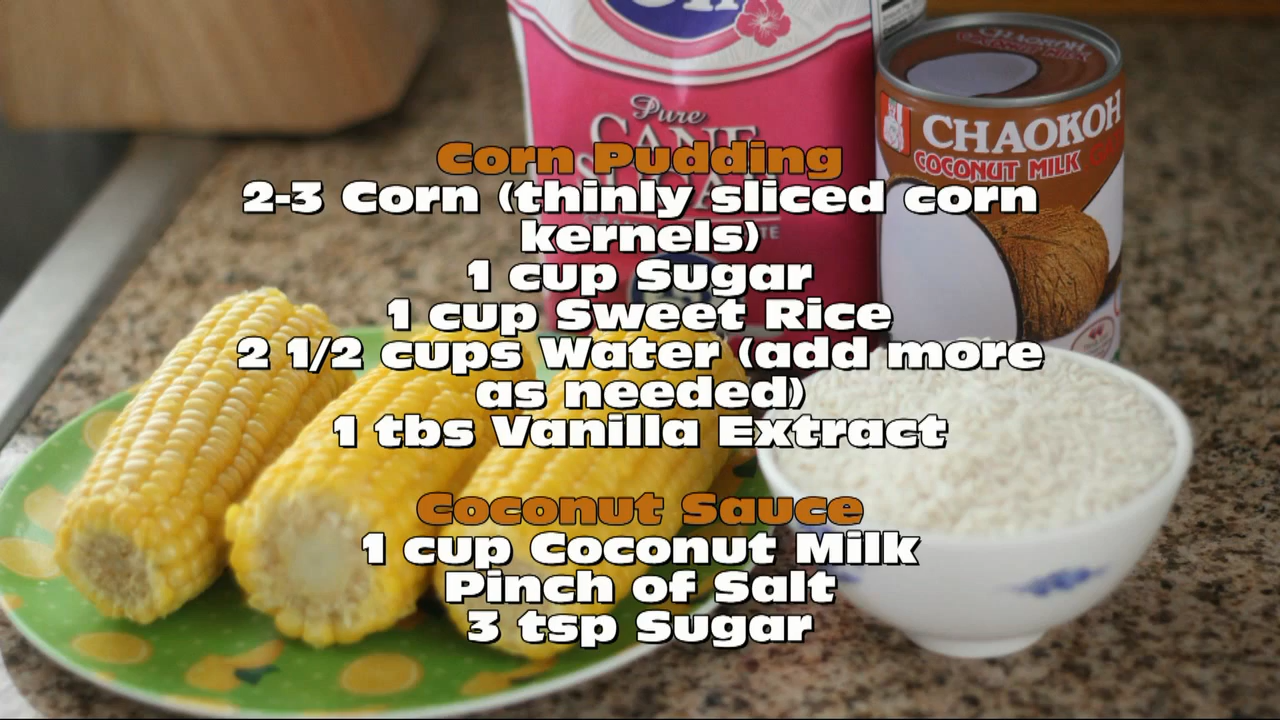 Pure
CANE
CHAOKOH
COCONUT MILK
Corn Pudding
2-3 Corn (thinly sliced corn
kernels)
1 cup Sugar
1 cup Sweet Rice
2 1/2 cups Water (add more
as needed)
1 tbs Vanilla Extract
Coconut Sauce
1 cup Coconut Milk
Pinch of Salt
3 tsp Sugar